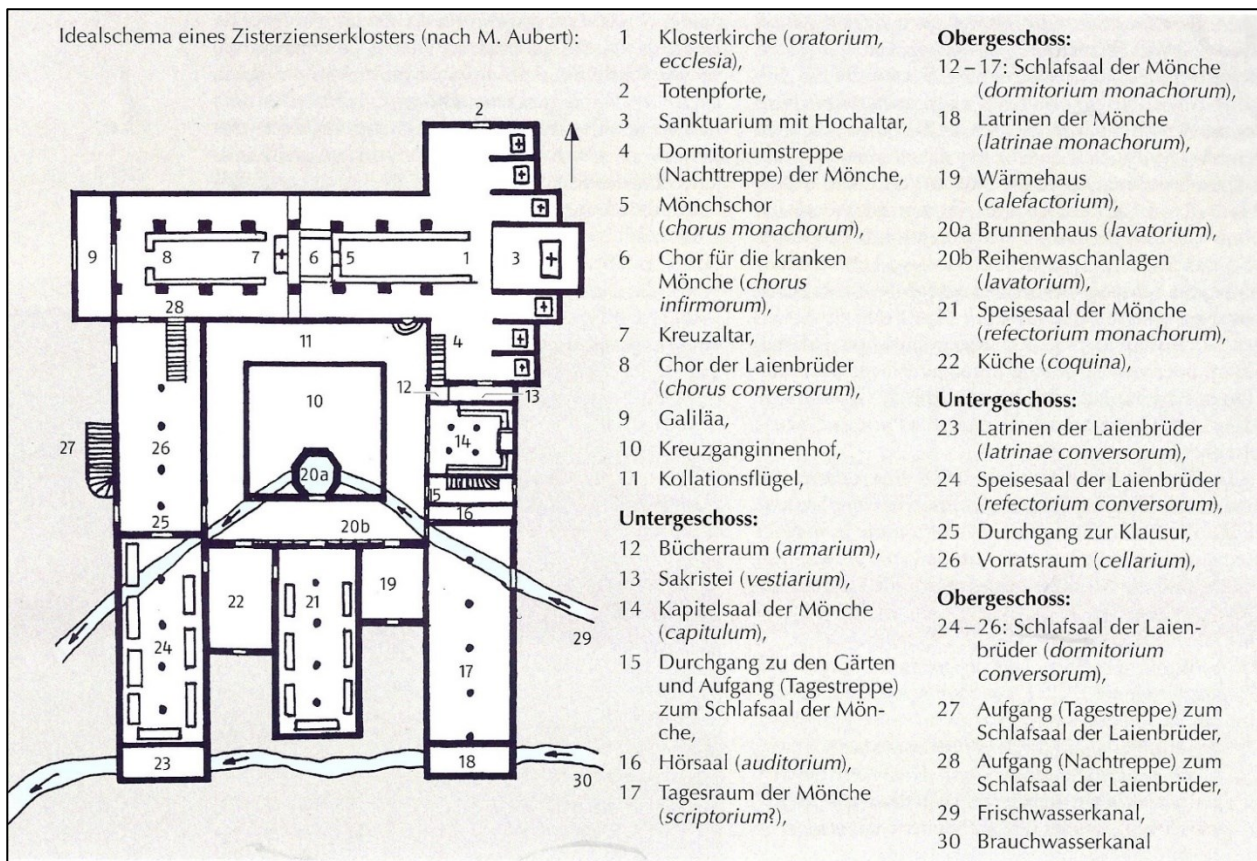 Idealschema eines Zisterzienserklosters (nach M. Aubert):
1 Klosterkirche (oratorium,
ecclesia),
2 Totenpforte,
3 Sanktuarium mit Hochaltar,
4 Dormitoriumstreppe
(Nachttreppe) der Mönche,
5 Mönchschor
(chorus monachorum),
6 Chor für die kranken
Mönche (chorus
infirmorum),
7 Kreuzaltar,
8 Chor der Laienbrüder
(chorus conversorum),
9 Galiläa,
10 Kreuzganginnenhof,
11 Kollationsflügel,
Untergeschoss:
12 Bücherraum (armarium),
13 Sakristei (vestiarium),
14 Kapitelsaal der Mönche
(capitulum),
15 Durchgang zu den Gärten
und Aufgang (Tagestreppe)
zum Schlafsaal der Mön-
che,
16 Hörsaal (auditorium),
17 Tagesraum der Mönche
(scriptorium?),
Obergeschoss:
12–17: Schlafsaal der Mönche
(dormitorium monachorum),
18 Latrinen der Mönche
(latrinae monachorum),
19 Wärmehaus
(calefactorium),
20a Brunnenhaus (lavatorium),
20b Reihenwaschanlagen
(lavatorium),
21 Speisesaal der Mönche
(refectorium monachorum),
22 Küche (coquina),
Untergeschoss:
23 Latrinen der Laienbrüder
(latrinae conversorum),
24 Speisesaal der Laienbrüder
(refectorium conversorum),
25 Durchgang zur Klausur,
26 Vorratsraum (cellarium),
Obergeschoss:
24–26: Schlafsaal der Laien-
brüder (dormitorium
conversorum),
27 Aufgang (Tagestreppe) zum
Schlafsaal der Laienbrüder,
28 Aufgang (Nachttreppe) zum
Schlafsaal der Laienbrüder,
29 Frischwasserkanal,
30 Brauchwasserkanal
2
9 8 7 6 5 1 3
28
11 4
12 13
10
14
27 26
20a
15
16
25 20b
19
22 21
29
24
17
23 18
30